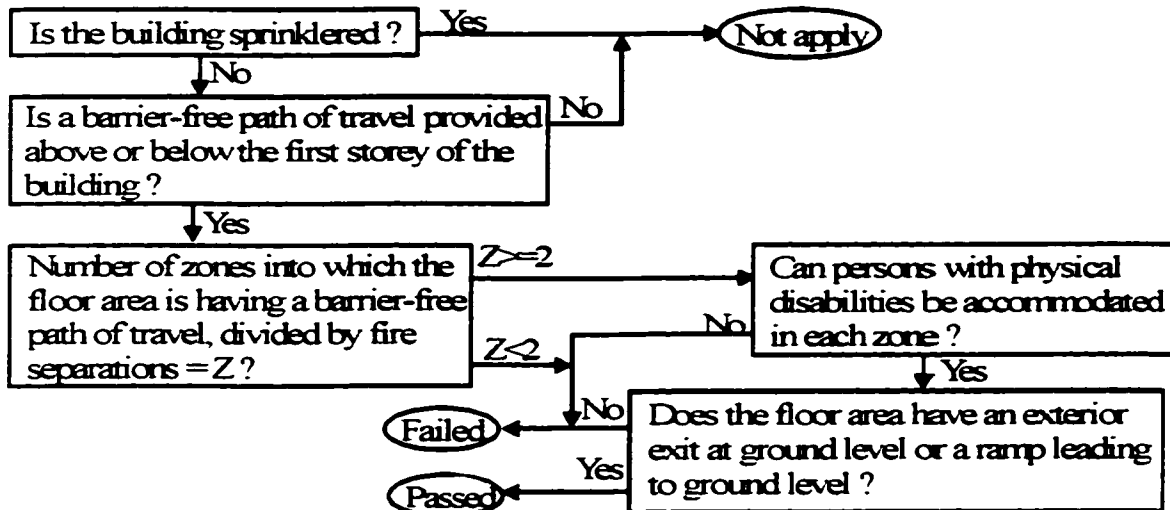 Is the building sprinklered ?
Yes
Not apply
No
Is a barrier-free path of travel provided
above or below the first storey of the
building ?
No
Yes
Number of zones into which the
floor area is having a barrier-free
path of travel, divided by fire
separations = Z ?
Z>=2
Z<2
Can persons with physical
disabilities be accommodated
in each zone ?
No
Yes
Does the floor area have an exterior
exit at ground level or a ramp leading
to ground level ?
No
Failed
Yes
Passed